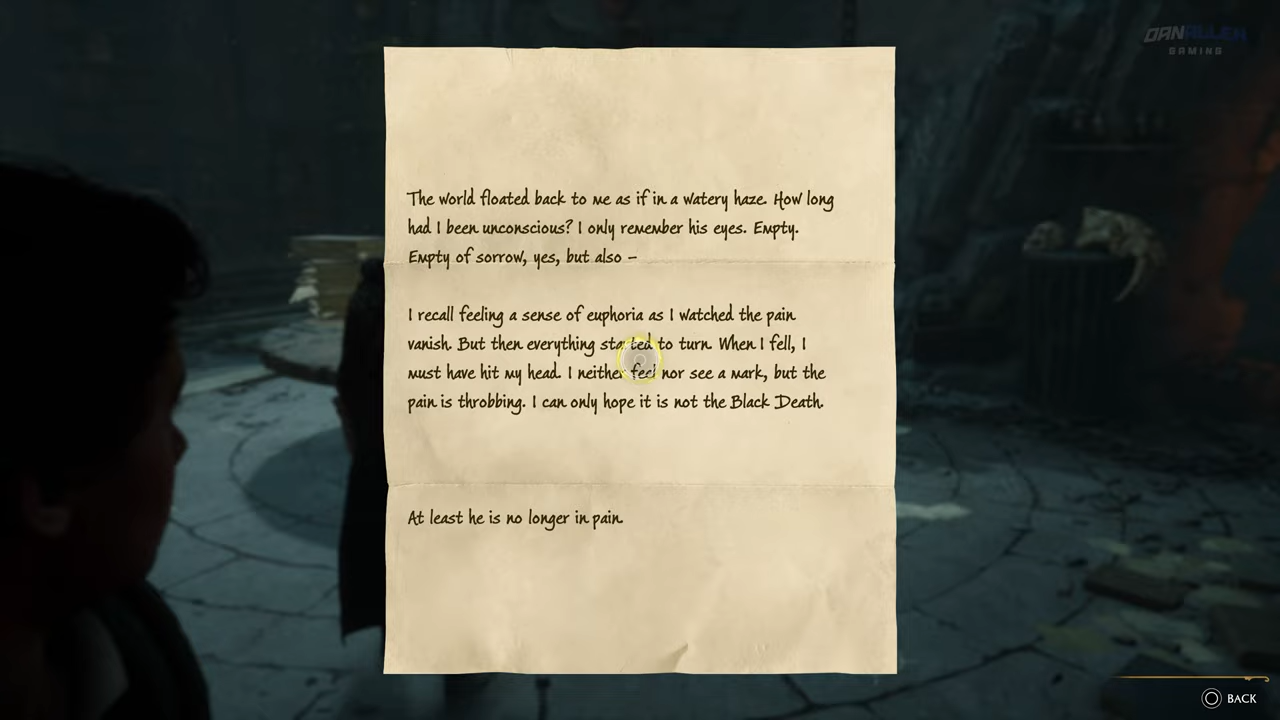 DANALLEN
GAMING
The world floated back to me as if in a watery haze. How long
had I been unconscious? I only remember his eyes. Empty.
Empty of sorrow, yes, but also –
I recall feeling a sense of euphoria as I watched the pain
vanish. But then everything started to turn. When I fell, I
must have hit my head. I neither feel nor see a mark, but the
pain is throbbing. I can only hope it is not the Black Death.
At least he is no longer in pain.
BACK